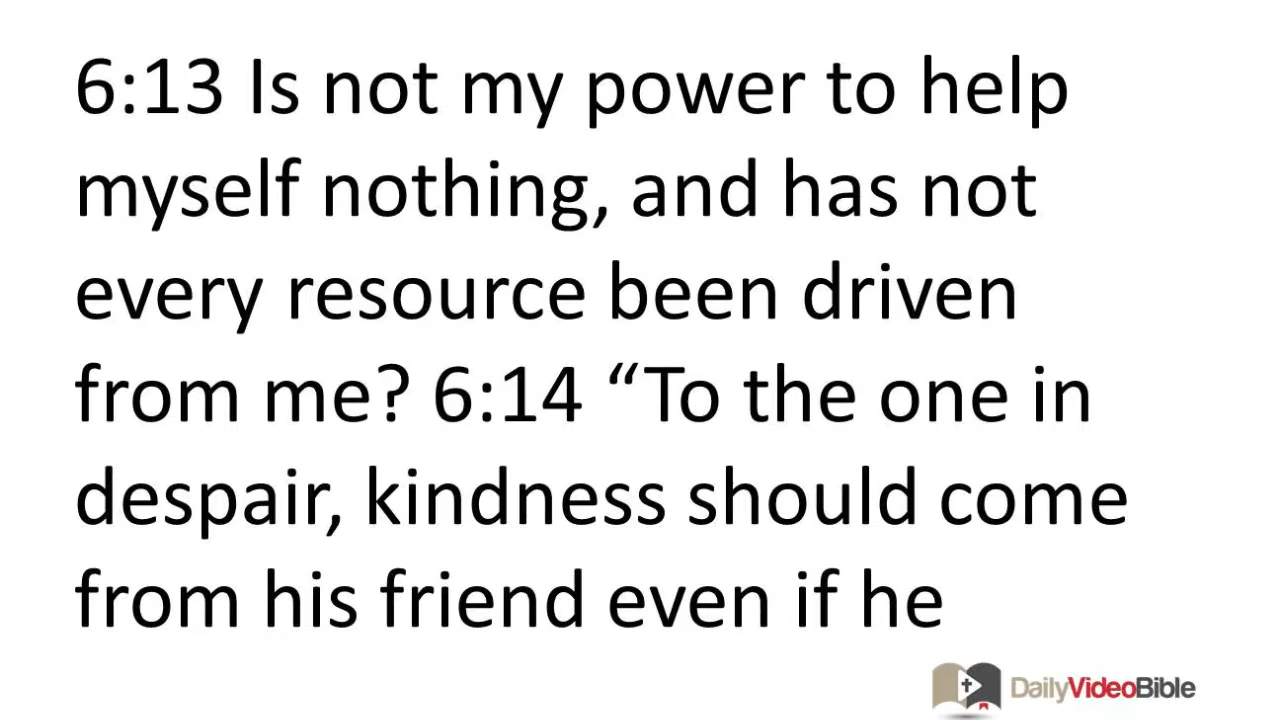 6:13 Is not my power to help
myself nothing, and has not
every resource been driven
from me? 6:14 “To the one in
despair, kindness should come
from his friend even if he
DailyVideoBible